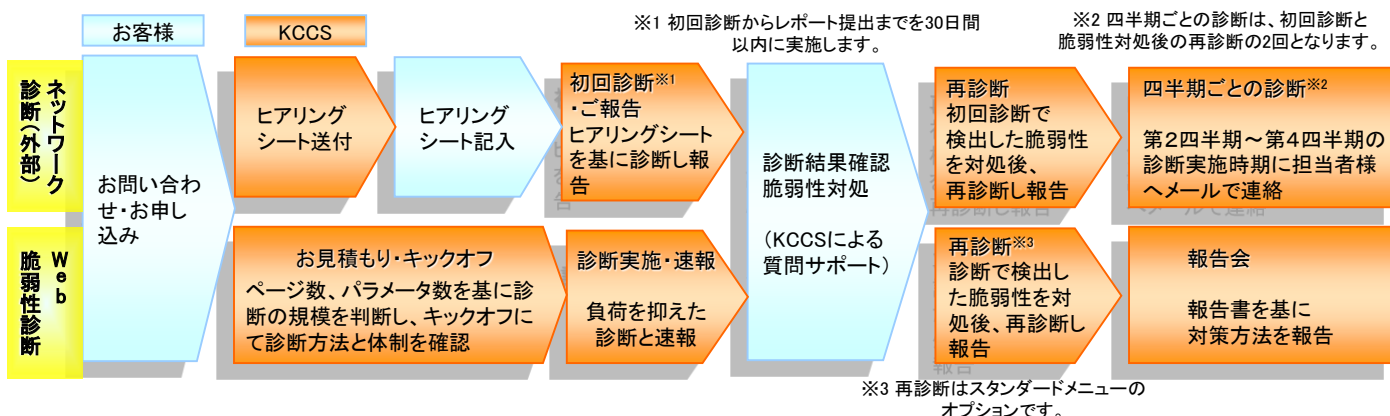 お客様
KCCS
※1 初回診断からレポート提出までを30日間
以内に実施します。
※2 四半期ごとの診断は、初回診断と
脆弱性対処後の再診断の2回となります。
ネットワーク
診断(外部)
お問い合わ
せ・お申し
込み
ヒアリング
シート送付
ヒアリング
シート記入
初回診断※1
・ご報告
ヒアリングシート
を基に診断し報
告
診断結果確認
脆弱性対処
(KCCSによる
質問サポート)
再診断
初回診断で
検出した脆弱性
を対処後、
再診断し報告
四半期ごとの診断※2
第2四半期～第4四半期の
診断実施時期に担当者様
へメールで連絡
Web
脆弱性診断
お見積もり・キックオフ
ページ数、パラメータ数を基に診
断の規模を判断し、キックオフに
て診断方法と体制を確認
診断実施・速報
負荷を抑えた
診断と速報
再診断※3
診断で検出し
た脆弱性を対
処後、再診断し
報告
報告会
報告書を基に
対策方法を報告
※3 再診断はスタンダードメニューの
オプションです。